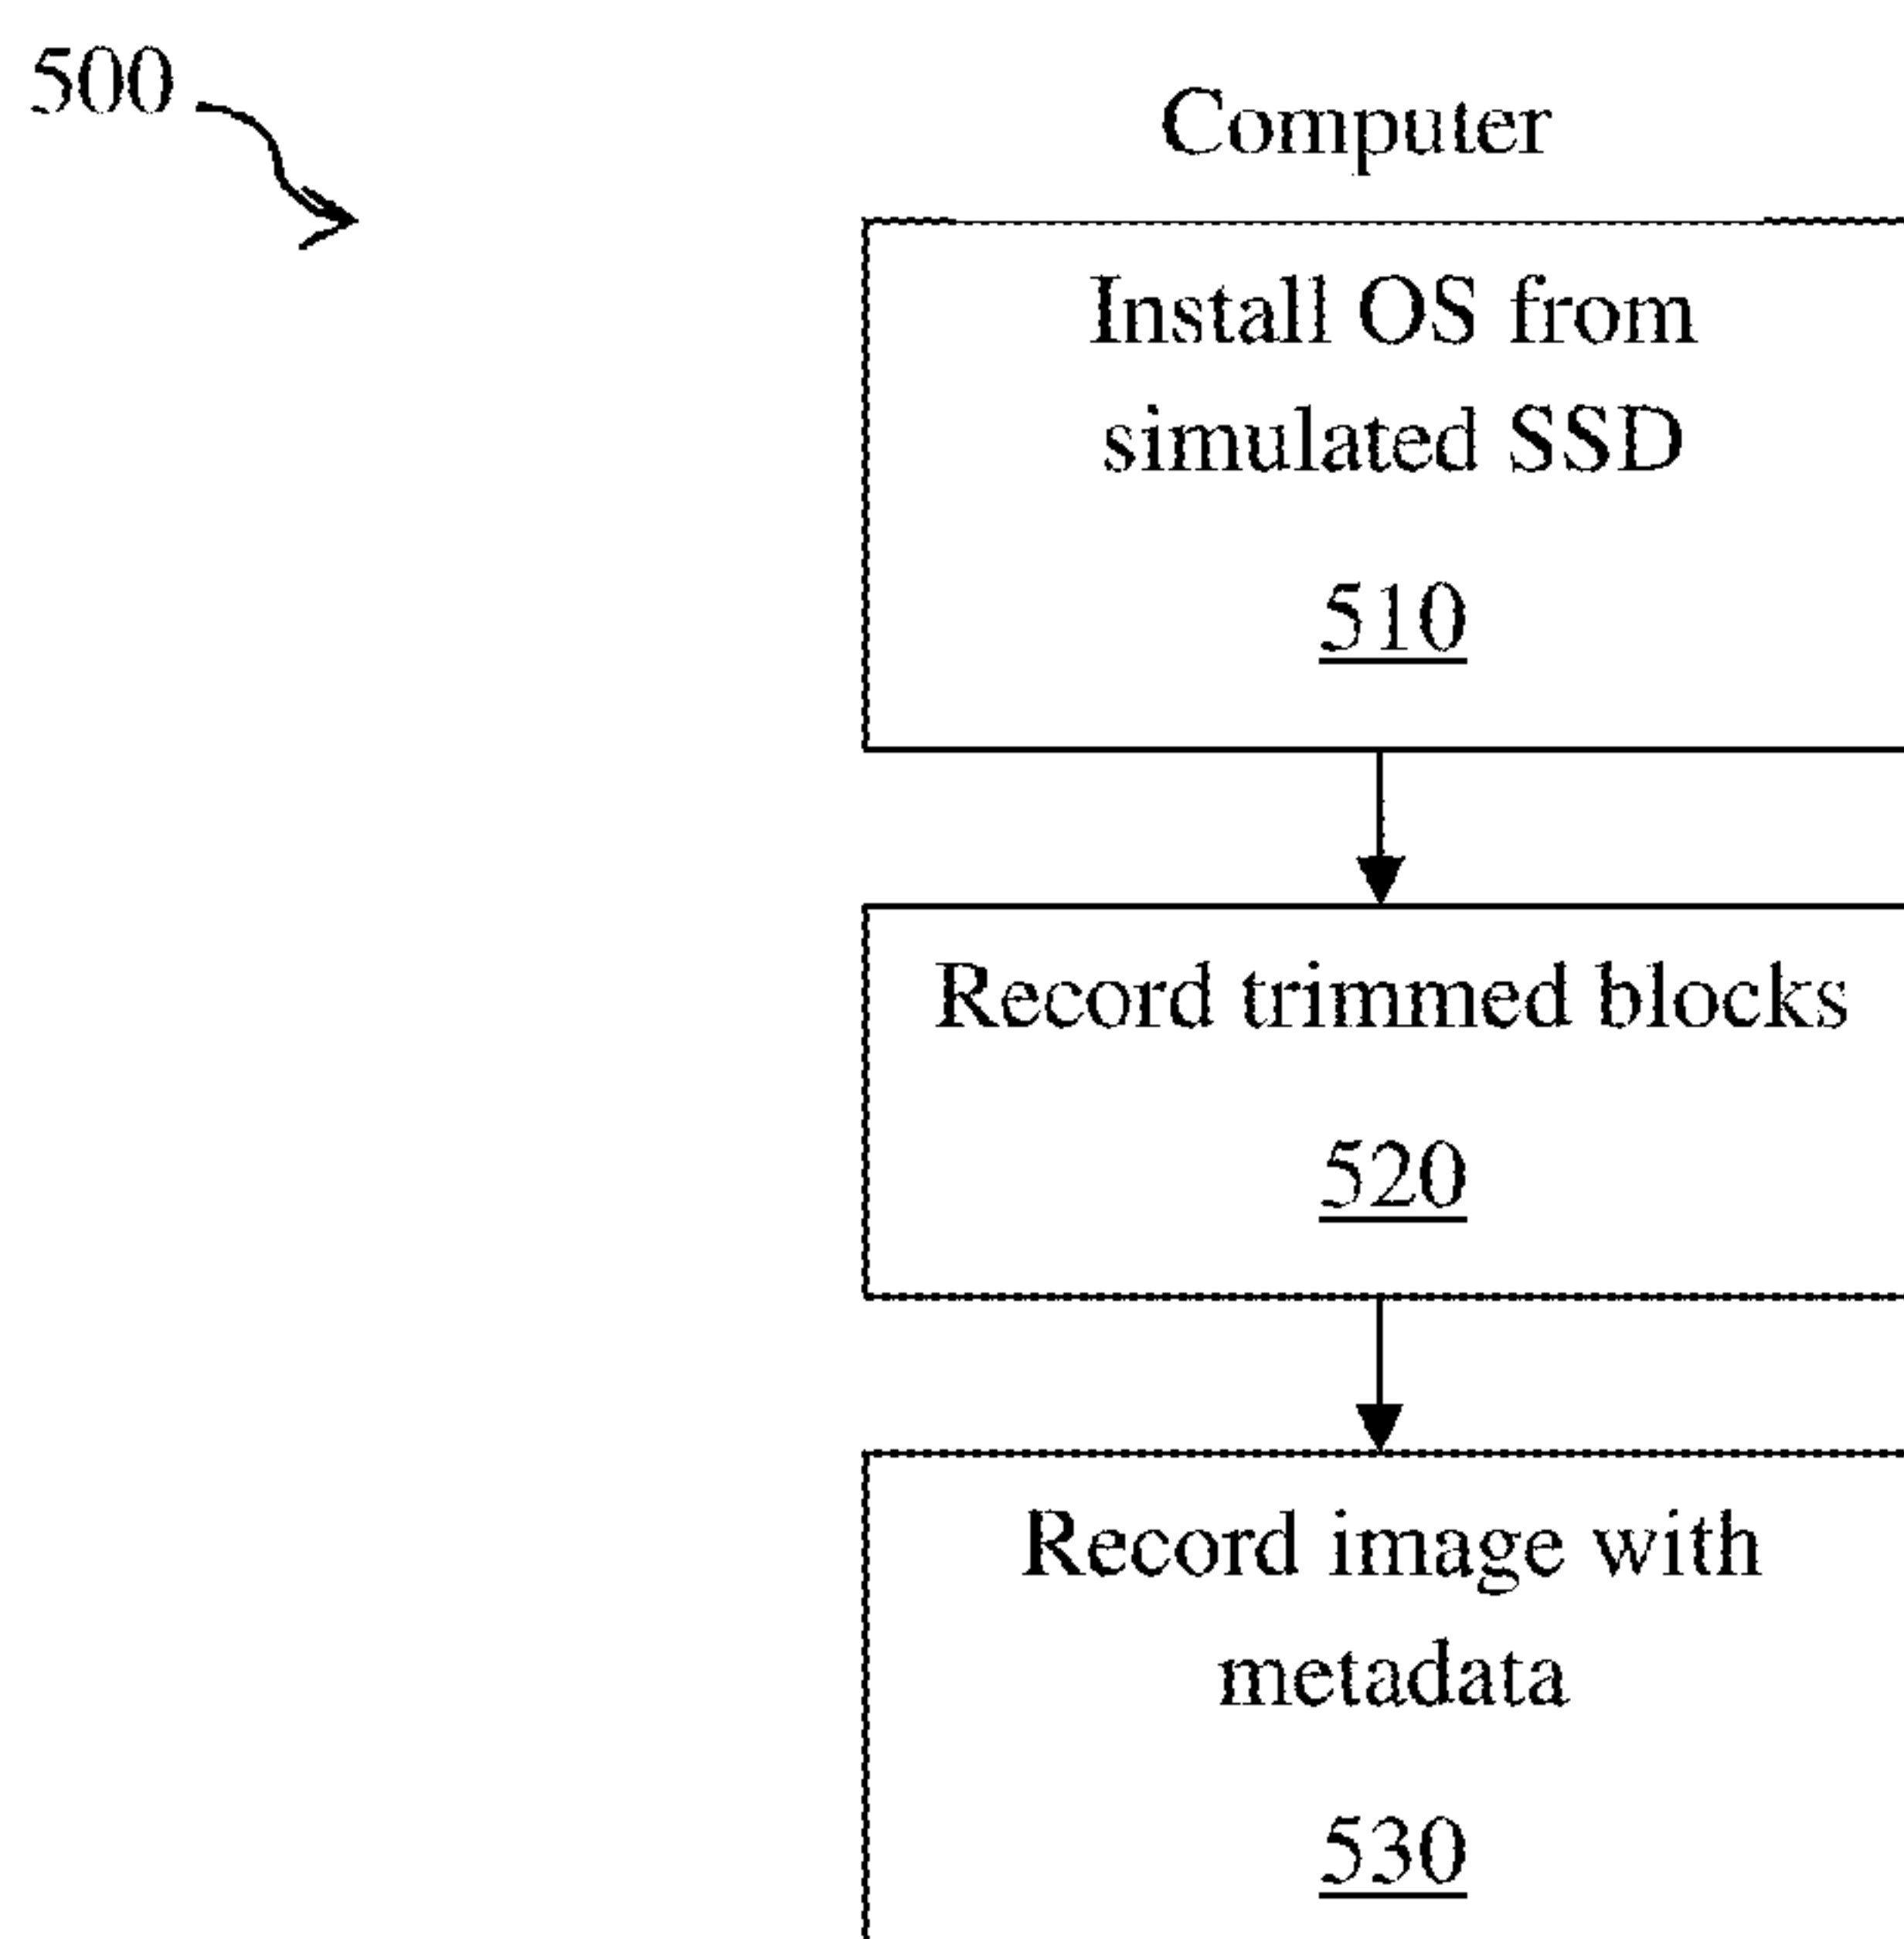 500
Computer
Install OS from
simulated SSD
510
Record trimmed blocks
520
Record image with
metadata
530